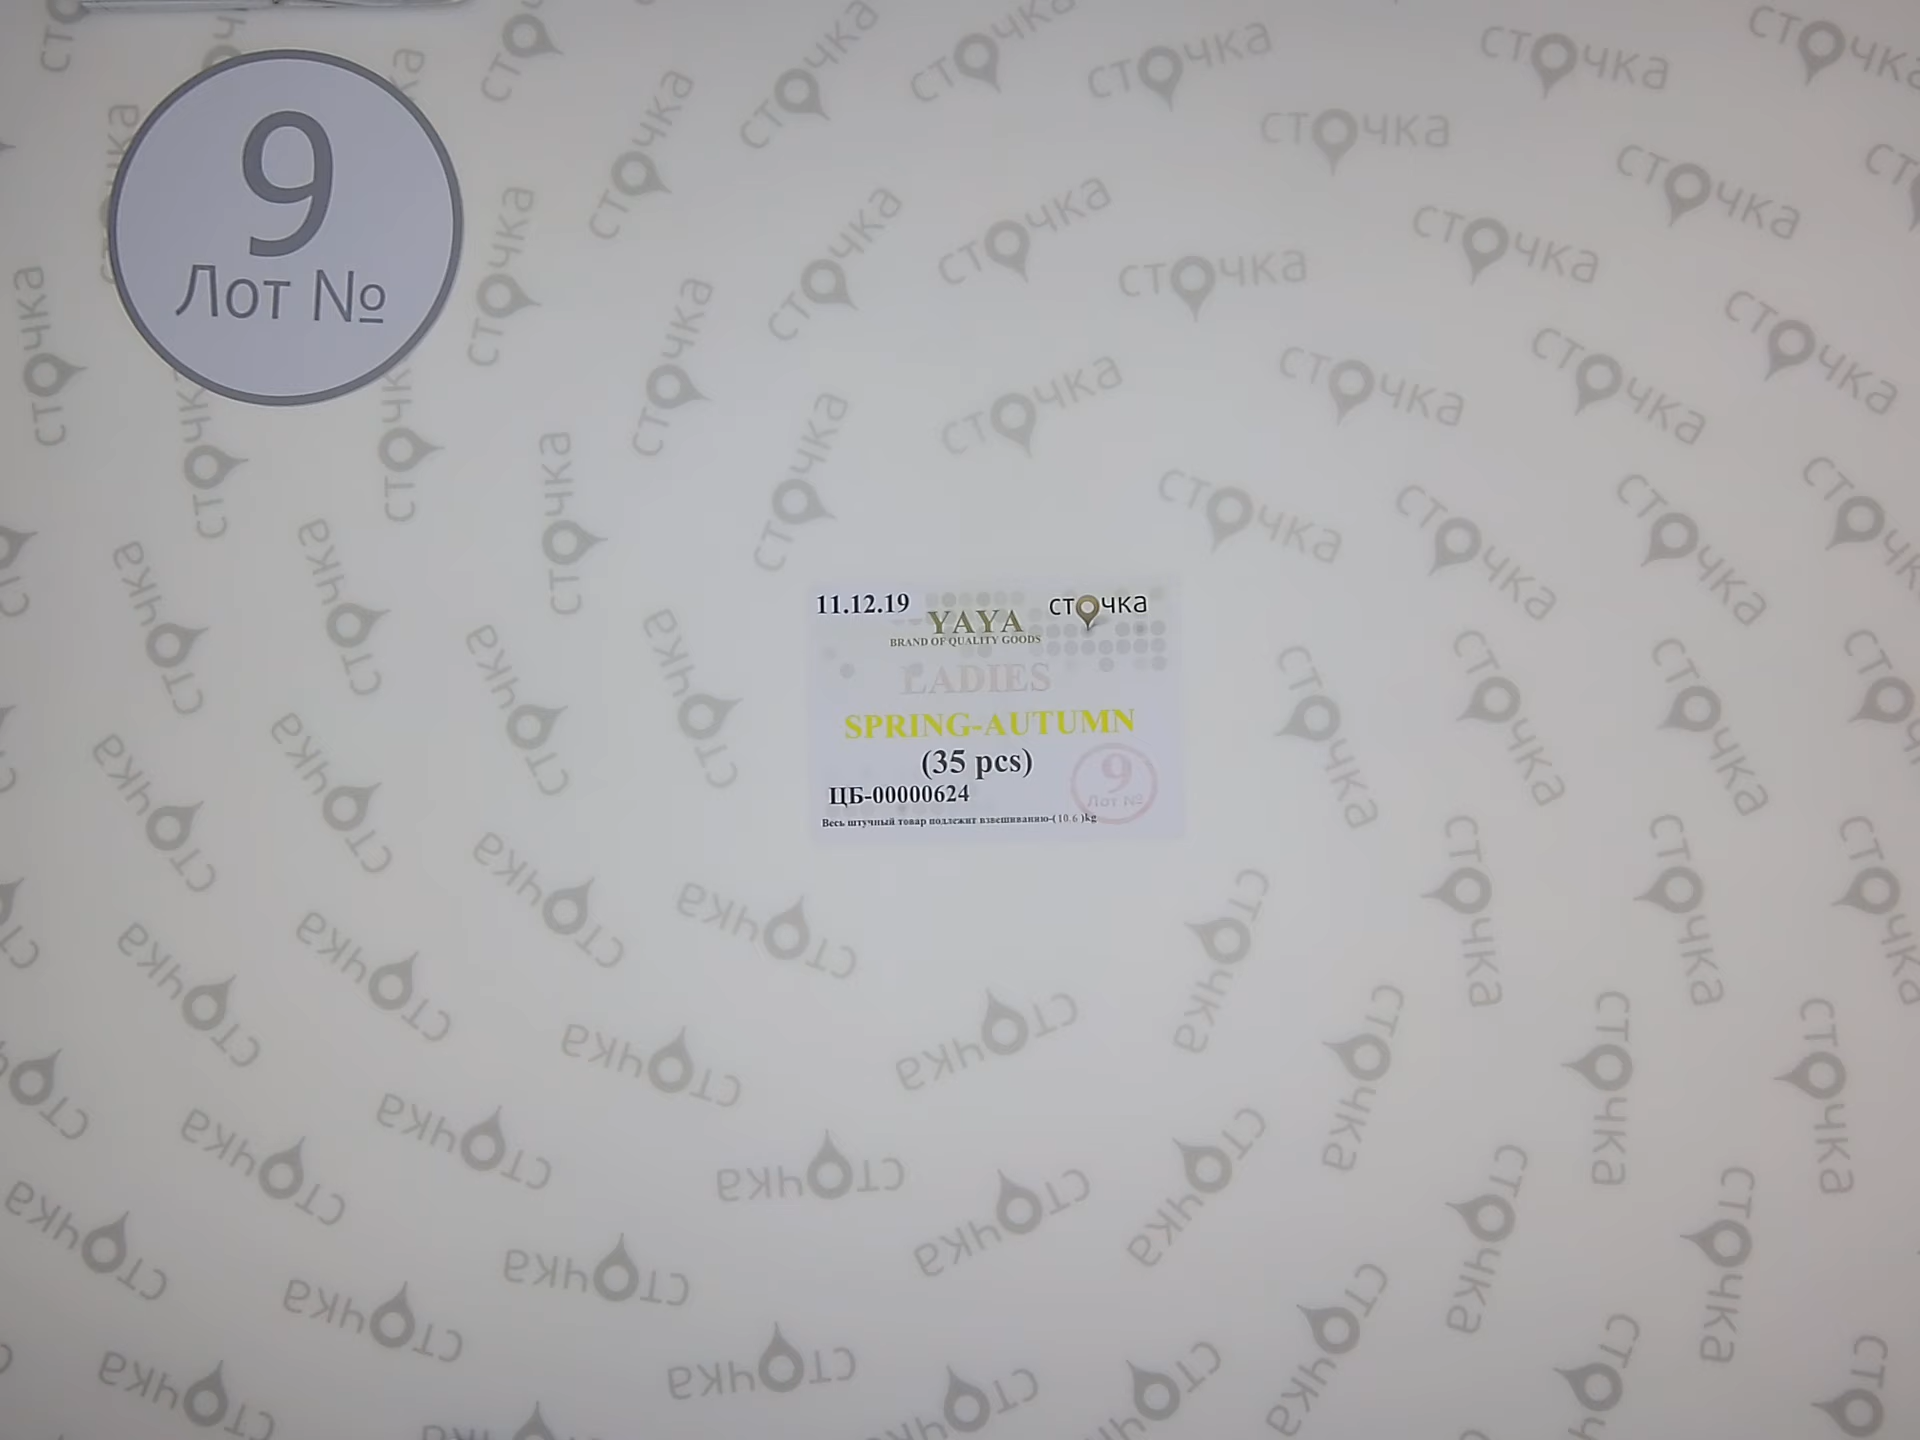 9
Лот №
11.12.19
YAYA
сточка
BRAND OF QUALITY GOODS
LADIES
SPRING-AUTUMN
(35 pcs)
9
Лот №
ЦБ-00000624
Весь штучный товар подлежит взвешиванию-(10.6 )kg